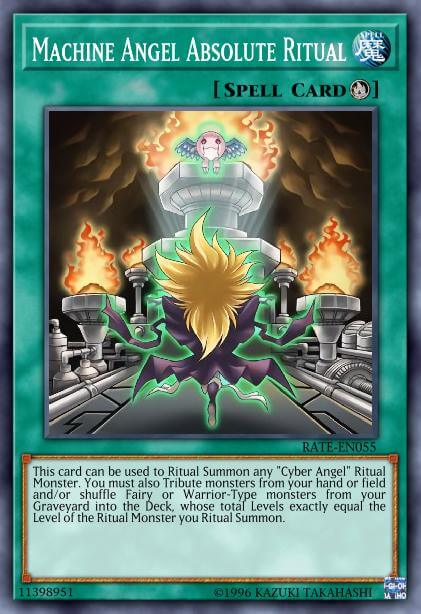 MACHINE ANGEL ABSOLUTE RITUAL
SPELL
魔
[SPELL CARD]
RATE-EN055
This card can be used to Ritual Summon any "Cyber Angel" Ritual
Monster. You must also Tribute monsters from your hand or field
and/or shuffle Fairy or Warrior-Type monsters from your
Graveyard into the Deck, whose total Levels exactly equal the
Level of the Ritual Monster you Ritual Summon.
11398951
©1996 KAZUKI TAKAHASHI